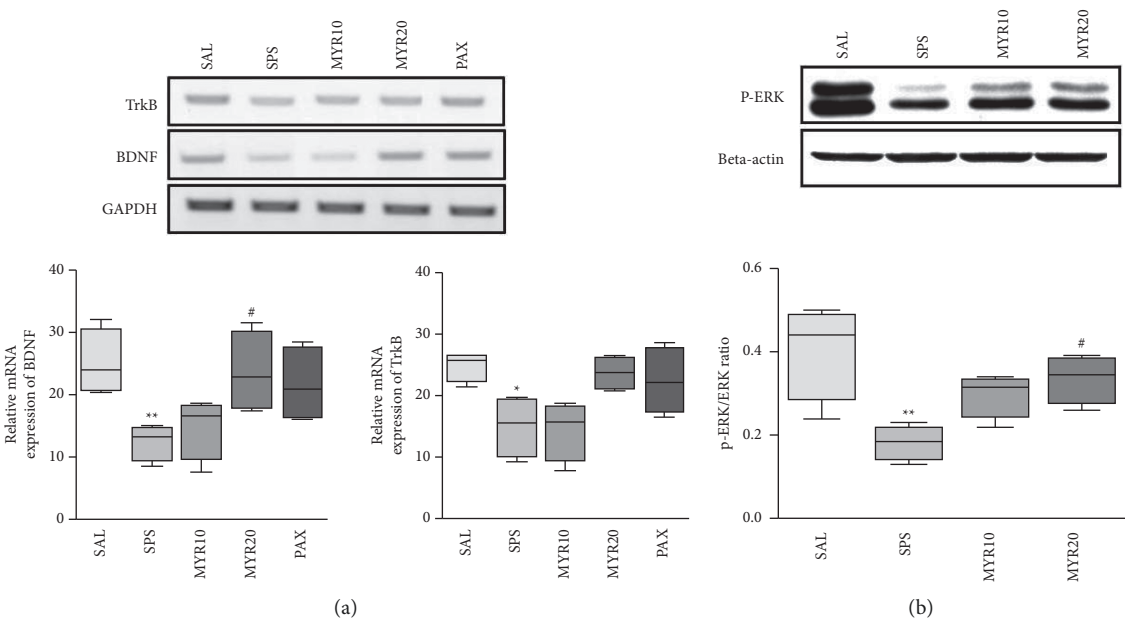 SAL
SPS
MYR10
MYR20
PAX
TrkB
BDNF
GAPDH
SAL
SPS
MYR10
MYR20
P-ERK
Beta-actin
Relative mRNA
expression of BDNF
40
30
20
10
0
**
#
SAL
SPS
MYR10
MYR20
PAX
Relative mRNA
expression of TrkB
40
30
20
10
0
*
SAL
SPS
MYR10
MYR20
PAX
(a)
p-ERK/ERK ratio
0.6
0.4
0.2
0.0
**
#
SAL
SPS
MYR10
MYR20
(b)